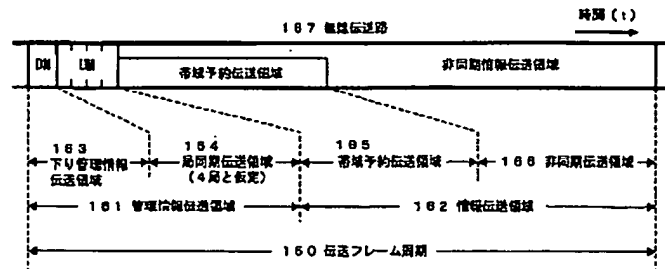 時間(t)
167 無線伝送路
DM
UM
帯域予約伝送領域
非同期情報伝送領域
163
下り管理情報
伝送領域
164
局同期伝送領域
(4局と仮定)
165
帯域予約伝送領域
166 非同期伝送領域
161 管理情報伝送領域
162 情報伝送領域
160 伝送フレーム周期